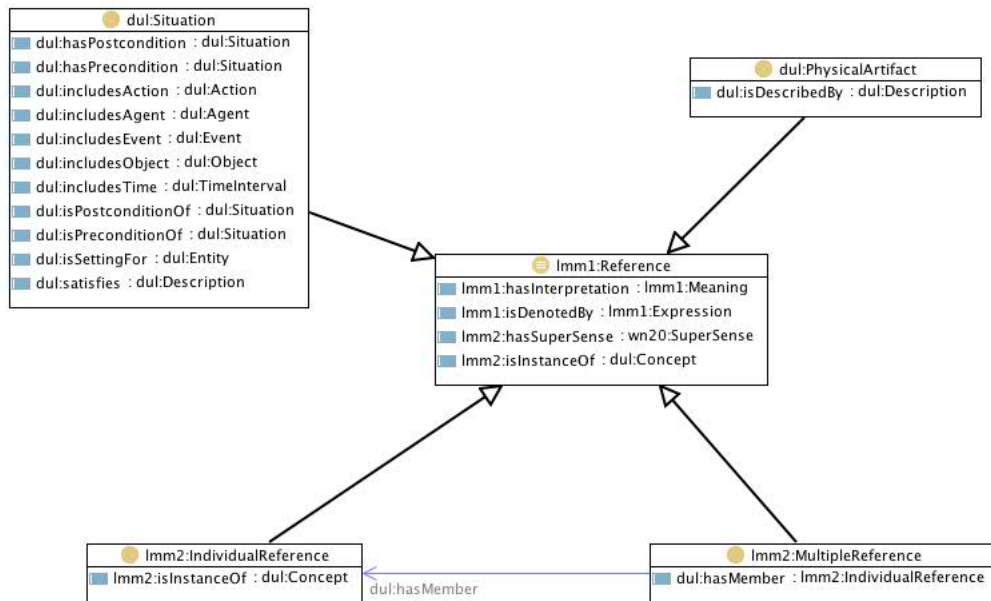 dul:Situation
dul:hasPostcondition : dul:Situation
dul:hasPrecondition : dul:Situation
dul:includesAction : dul:Action
dul:includesAgent : dul:Agent
dul:includesEvent : dul:Event
dul:includesObject : dul:Object
dul:includesTime : dul:TimeInterval
dul:isPostconditionOf : dul:Situation
dul:isPreconditionOf : dul:Situation
dul:isSettingFor : dul:Entity
dul:satisfies : dul:Description
dul:PhysicalArtifact
dul:isDescribedBy : dul:Description
lmm1:Reference
lmm1:hasInterpretation : lmm1:Meaning
lmm1:isDenotedBy : lmm1:Expression
lmm2:hasSuperSense : wn20:SuperSense
lmm2:isInstanceOf : dul:Concept
lmm2:IndividualReference
lmm2:isInstanceOf : dul:Concept
dul:hasMember
lmm2:MultipleReference
dul:hasMember : lmm2:IndividualReference